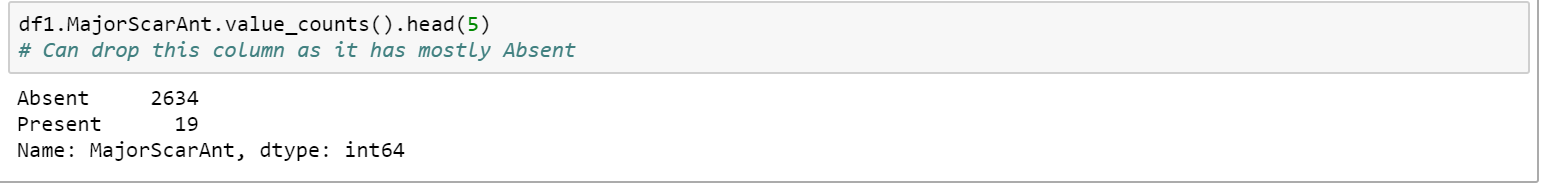 df1.MajorScarAnt.value_counts().head(5)
# Can drop this column as it has mostly Absent
Absent     2634
Present      19
Name: MajorScarAnt, dtype: int64